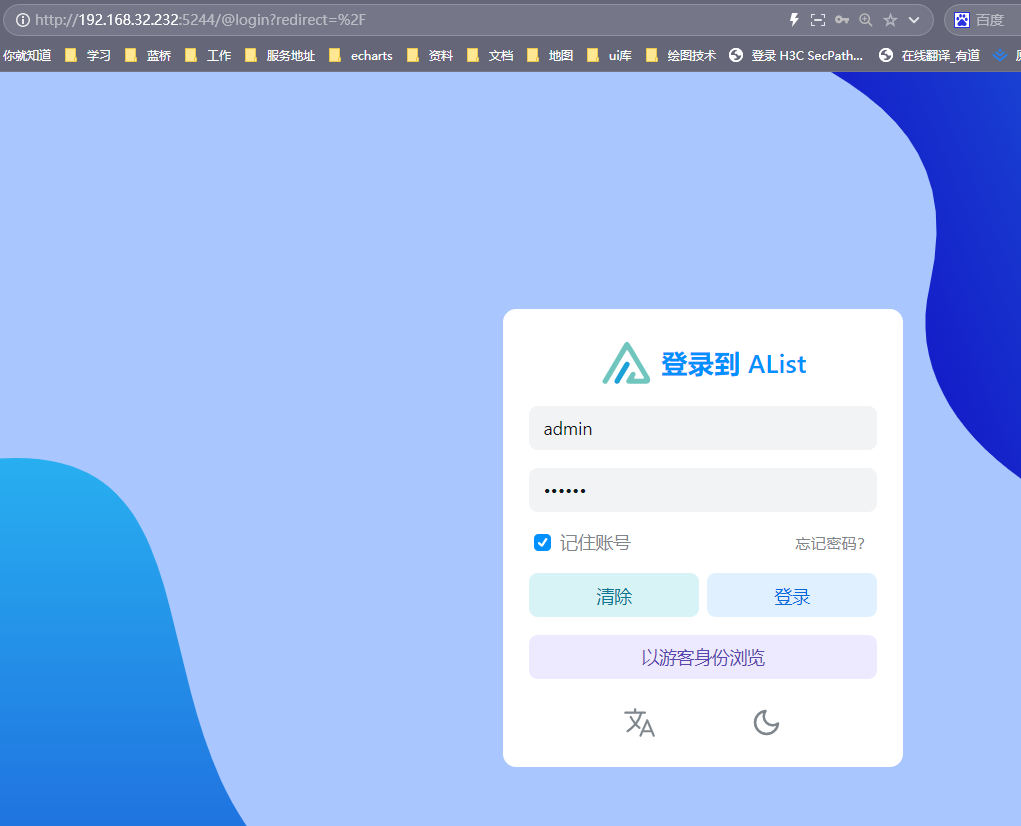 http://192.168.32.232:5244/@login?redirect=%2F 百度
你就知道 学习 蓝桥 工作 服务地址 echarts 资料 文档 地图 ui库 绘图技术 登录 H3C SecPath... 在线翻译_有道
登录到 AList
admin
••••••
记住账号 忘记密码?
清除 登录
以游客身份浏览